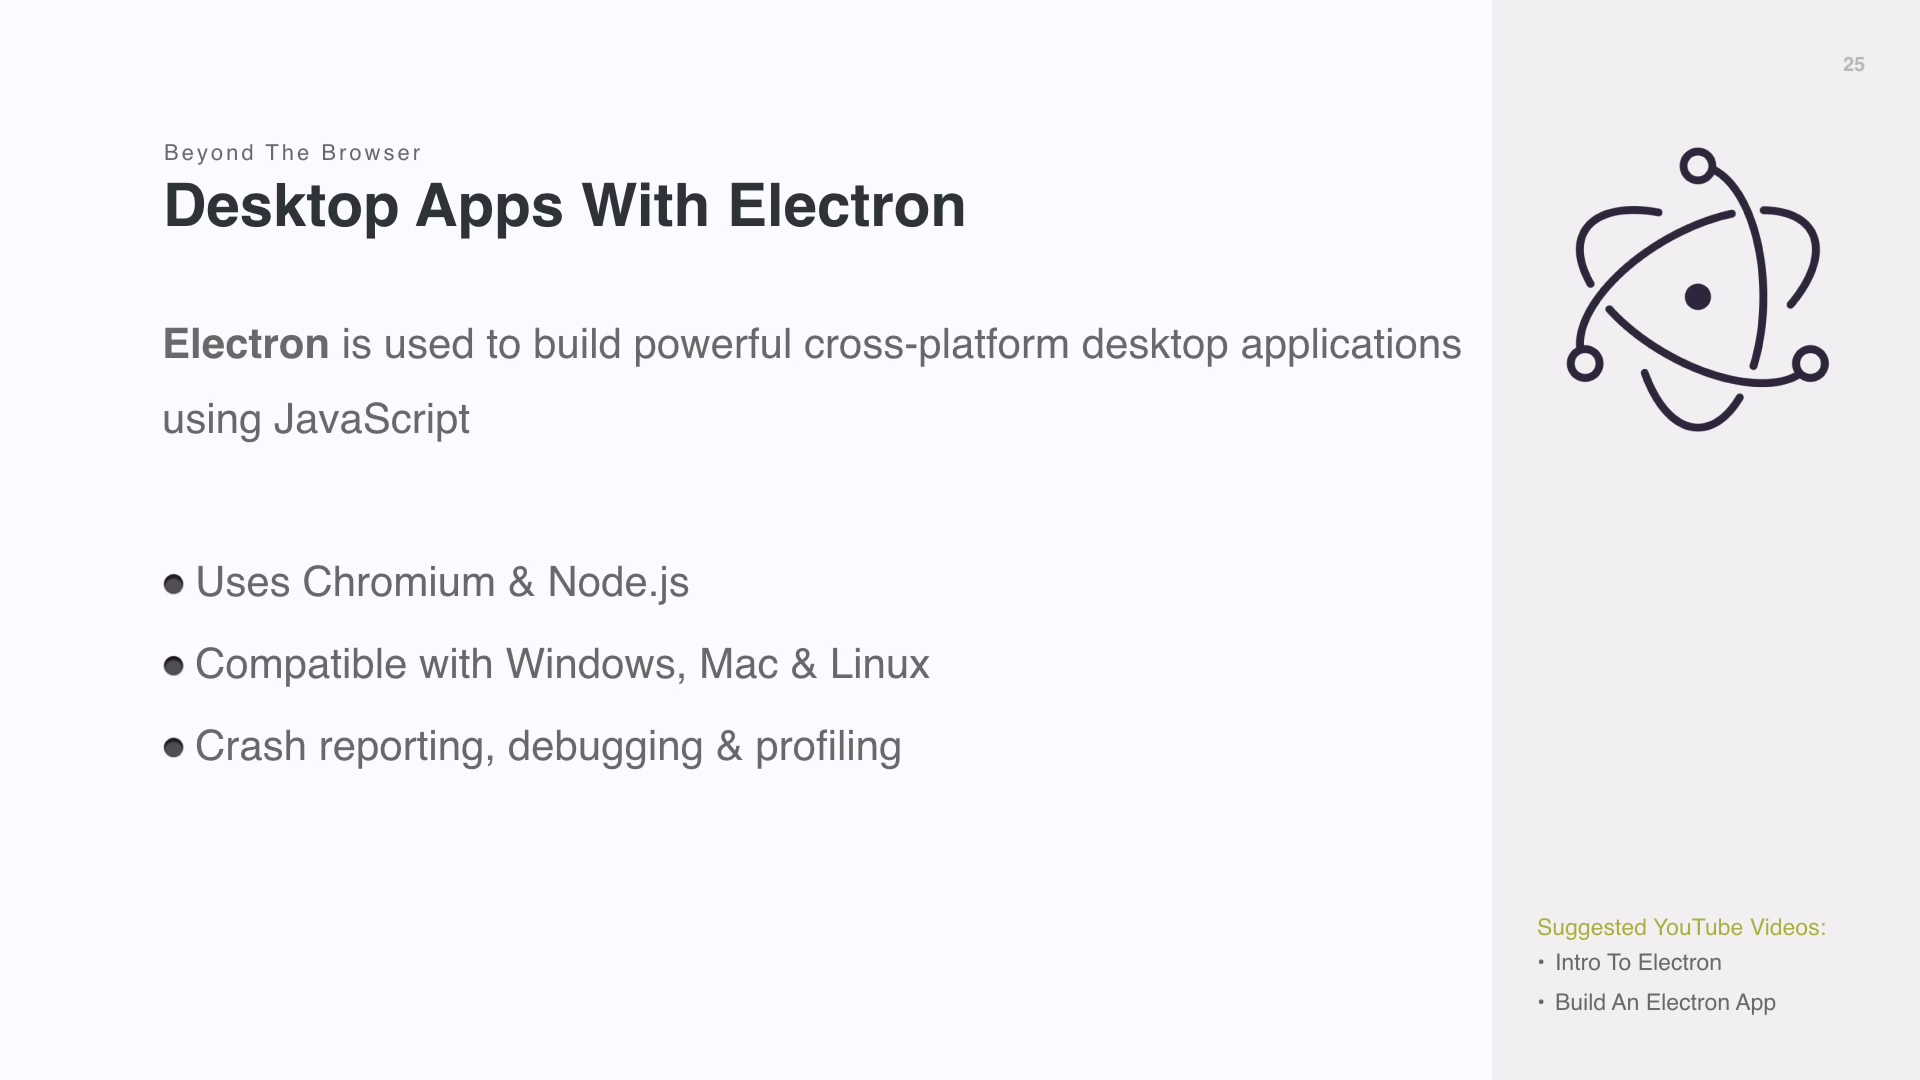 25
Beyond The Browser
Desktop Apps With Electron
Electron is used to build powerful cross-platform desktop applications
using JavaScript
Uses Chromium & Node.js
Compatible with Windows, Mac & Linux
Crash reporting, debugging & profiling
Suggested YouTube Videos:
• Intro To Electron
• Build An Electron App